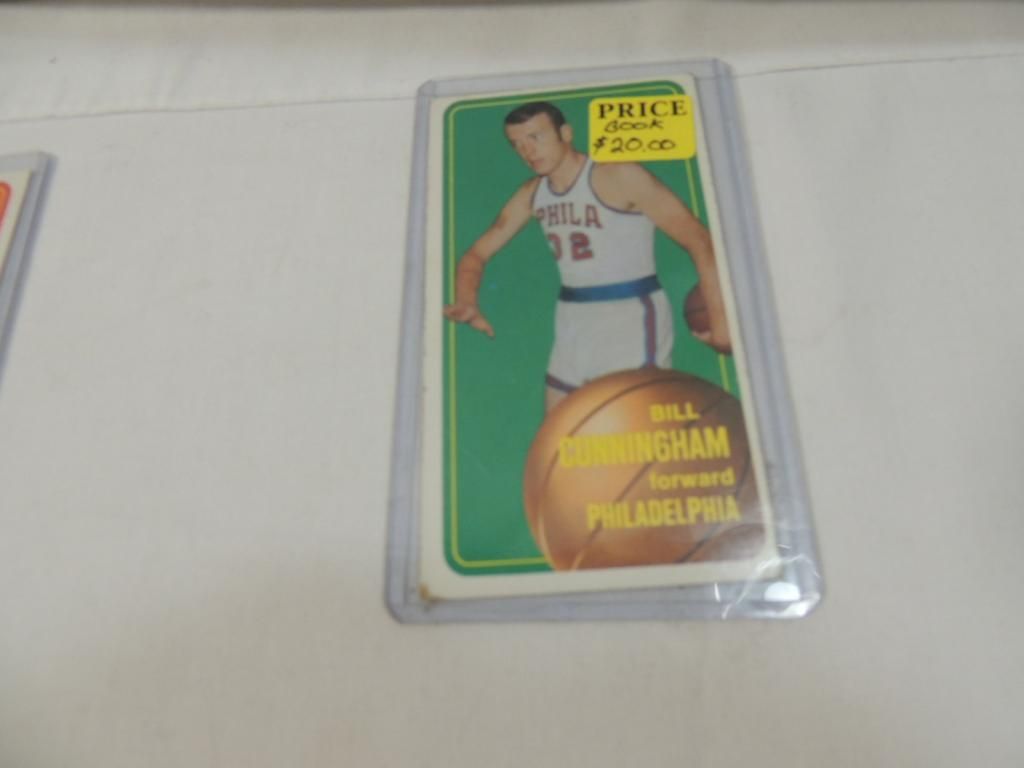 PRICE
BOOK
$20.00
PHILA
32
BILL
CUNNINGHAM
forward
PHILADELPHIA